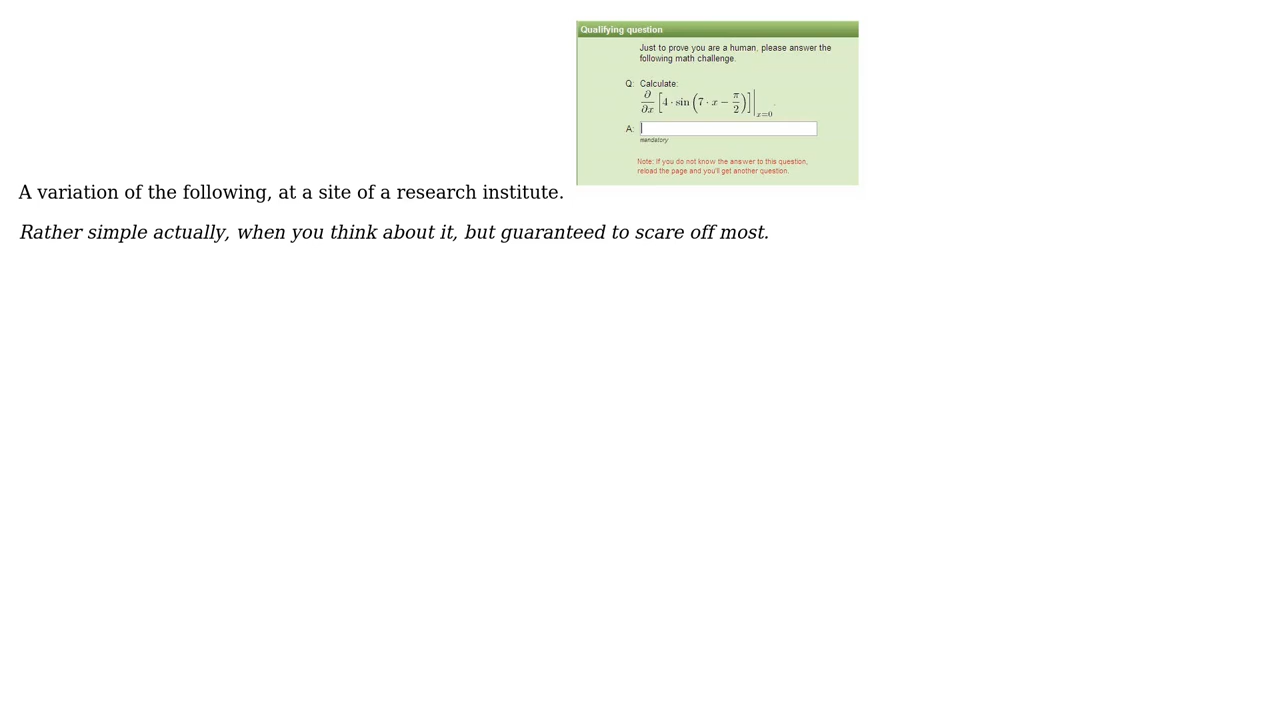 Qualifying question
Just to prove you are a human, please answer the
following math challenge.
Q: Calculate:
∂/∂x [4 · sin (7 · x − π/2)]|x=0 .
A:
mandatory
Note: If you do not know the answer to this question,
reload the page and you'll get another question.
A variation of the following, at a site of a research institute.
Rather simple actually, when you think about it, but guaranteed to scare off most.